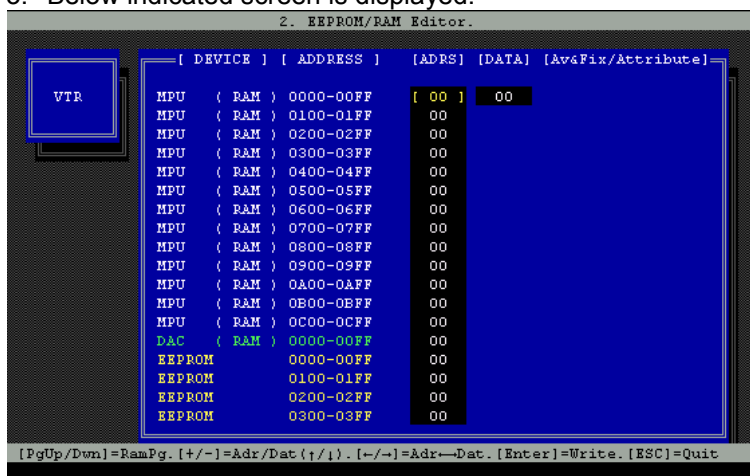 5. Below indicated screen is displayed.
2. EEPROM/RAM Editor.
[ DEVICE ] [ ADDRESS ] [ADRS] [DATA] [Av&Fix/Attribute]
VTR
MPU ( RAM ) 0000-00FF [ 00 ] 00
MPU ( RAM ) 0100-01FF 00
MPU ( RAM ) 0200-02FF 00
MPU ( RAM ) 0300-03FF 00
MPU ( RAM ) 0400-04FF 00
MPU ( RAM ) 0500-05FF 00
MPU ( RAM ) 0600-06FF 00
MPU ( RAM ) 0700-07FF 00
MPU ( RAM ) 0800-08FF 00
MPU ( RAM ) 0900-09FF 00
MPU ( RAM ) 0A00-0AFF 00
MPU ( RAM ) 0B00-0BFF 00
MPU ( RAM ) 0C00-0CFF 00
DAC ( RAM ) 0000-00FF 00
EEPROM 0000-00FF 00
EEPROM 0100-01FF 00
EEPROM 0200-02FF 00
EEPROM 0300-03FF 00
[PgUp/Dwn]=RamPg.[+/-]=Adr/Dat(↑/↓).[←/→]=Adr←→Dat.[Enter]=Write.[ESC]=Quit